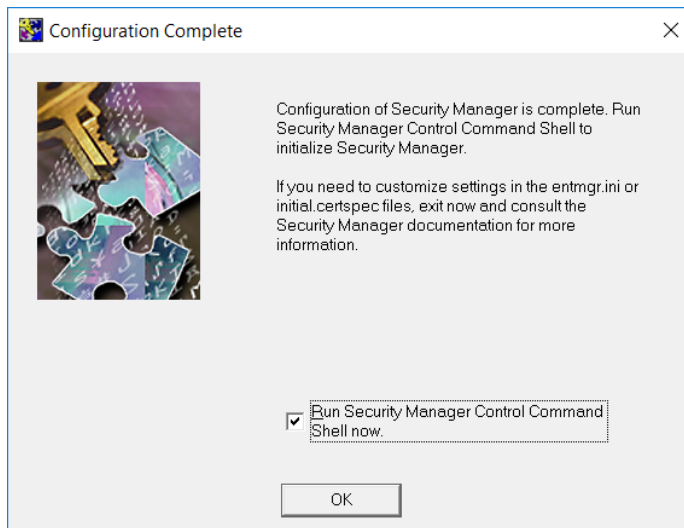 Configuration Complete
Configuration of Security Manager is complete. Run
Security Manager Control Command Shell to
initialize Security Manager.
If you need to customize settings in the entmgr.ini or
initial.certspec files, exit now and consult the
Security Manager documentation for more
information.
Run Security Manager Control Command
Shell now.
OK